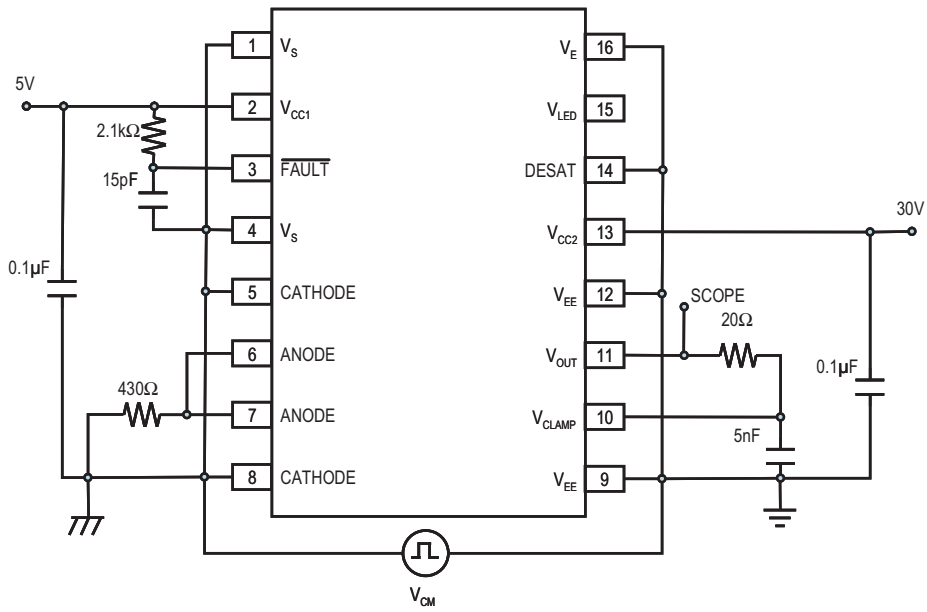 1 V_S
V_E 16
5V
2 V_CC1
V_LED 15
2.1kΩ
3 FAULT
DESAT 14
15pF
30V
4 V_S
V_CC2 13
0.1µF
5 CATHODE
V_EE 12
SCOPE
20Ω
6 ANODE
V_OUT 11
0.1µF
430Ω
7 ANODE
V_CLAMP 10
5nF
8 CATHODE
V_EE 9
V_CM